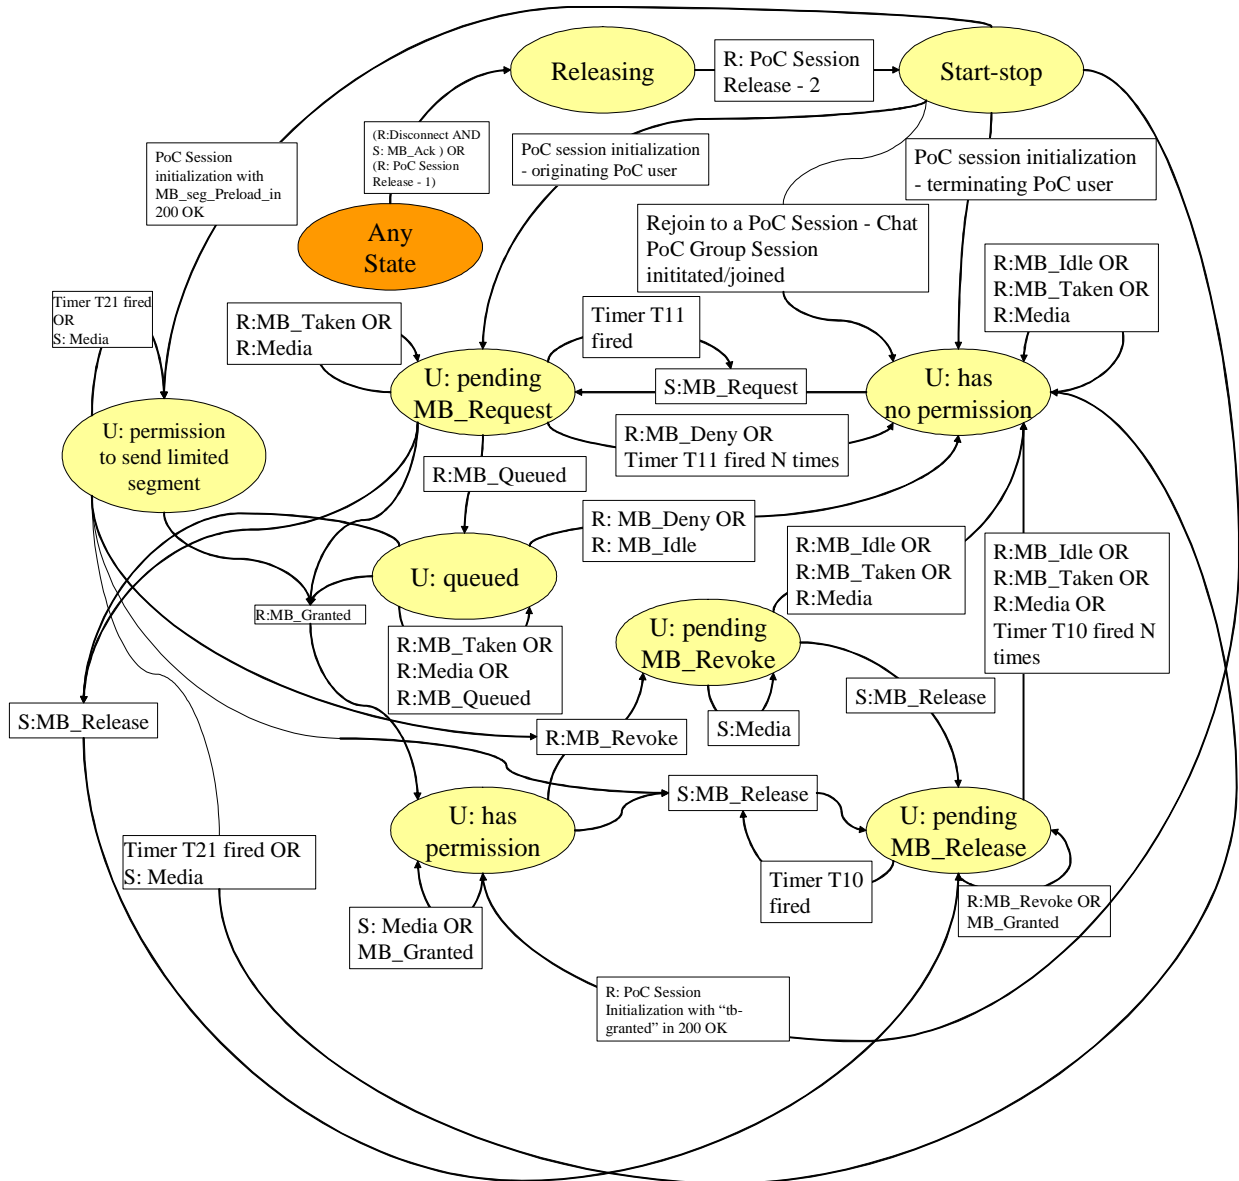 Releasing
R: PoC Session
Release - 2
Start-stop
PoC Session
initialization with
MB_seg_Preload_in
200 OK
(R:Disconnect AND
S: MB_Ack ) OR
(R: PoC Session
Release - 1)
PoC session initialization
- originating PoC user
PoC session initialization
- terminating PoC user
Any
State
Rejoin to a PoC Session - Chat
PoC Group Session
inititated/joined
R:MB_Idle OR
R:MB_Taken OR
R:Media
Timer T21 fired
OR
S: Media
R:MB_Taken OR
R:Media
Timer T11
fired
U: pending
MB_Request
S:MB_Request
U: has
no permission
U: permission
to send limited
segment
R:MB_Deny OR
Timer T11 fired N times
R:MB_Queued
R: MB_Deny OR
R: MB_Idle
R:MB_Idle OR
R:MB_Taken OR
R:Media
R:MB_Idle OR
R:MB_Taken OR
R:Media OR
Timer T10 fired N
times
U: queued
R:MB_Granted
R:MB_Taken OR
R:Media OR
R:MB_Queued
U: pending
MB_Revoke
S:MB_Release
S:MB_Release
R:MB_Revoke
S:Media
S:MB_Release
U: has
permission
U: pending
MB_Release
Timer T21 fired OR
S: Media
Timer T10
fired
R:MB_Revoke OR
MB_Granted
S: Media OR
MB_Granted
R: PoC Session
Initialization with “tb-
granted” in 200 OK